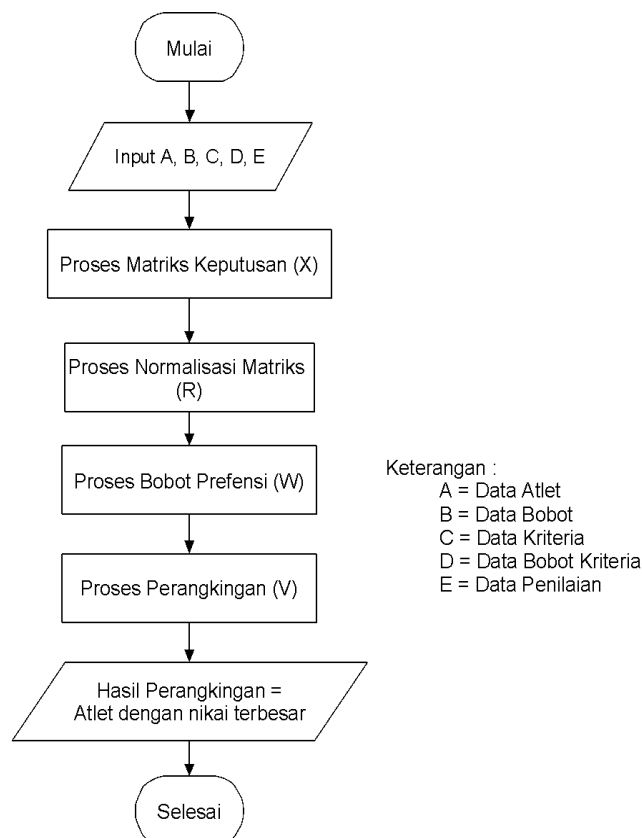 Mulai
Input A, B, C, D, E
Proses Matriks Keputusan (X)
Proses Normalisasi Matriks
(R)
Proses Bobot Prefensi (W)
Proses Perangkingan (V)
Hasil Perangkingan =
Atlet dengan nikai terbesar
Selesai
Keterangan :
A = Data Atlet
B = Data Bobot
C = Data Kriteria
D = Data Bobot Kriteria
E = Data Penilaian